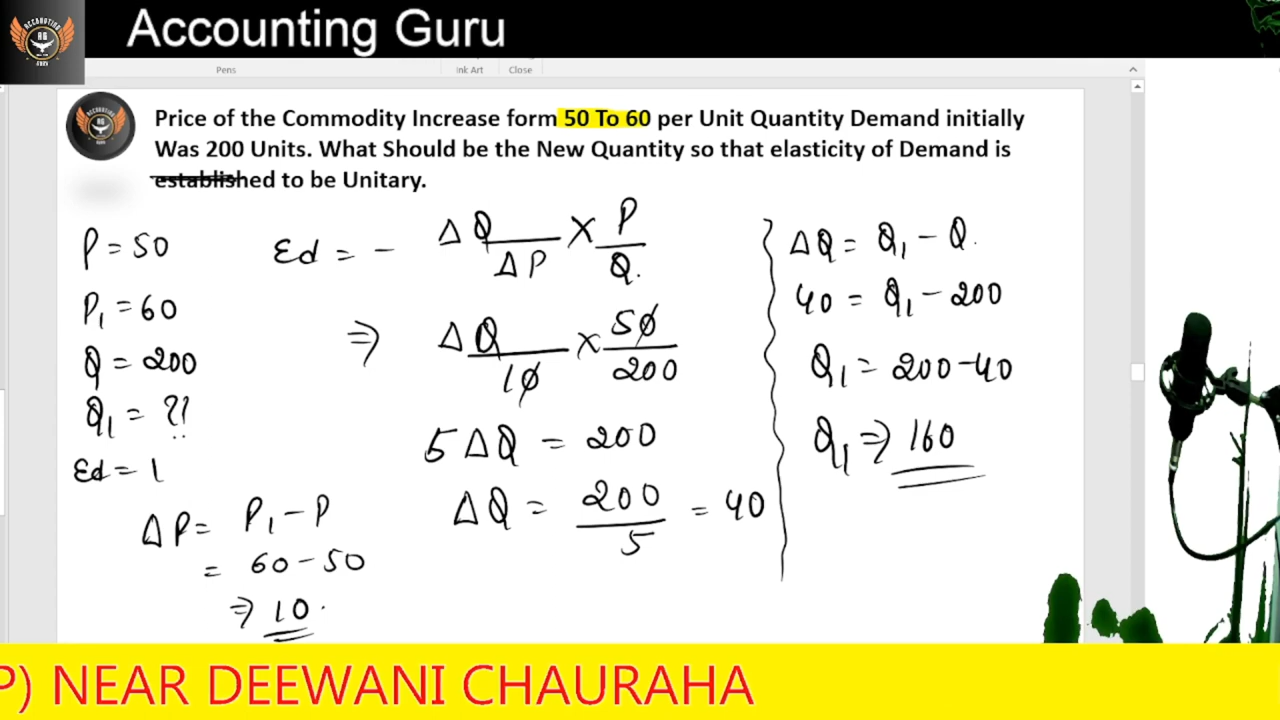 Accounting Guru
Pens
Ink Art
Close
Price of the Commodity Increase form 50 To 60 per Unit Quantity Demand initially
Was 200 Units. What Should be the New Quantity so that elasticity of Demand is
established to be Unitary.
P = 50
P₁ = 60
Q = 200
Q₁ = ??
Ed = 1
ΔP = P₁ - P
= 60 - 50
⇒ 10
Ed = - ΔQ/ΔP × P/Q
⇒ ΔQ/10 × 50/200
5ΔQ = 200
ΔQ = 200/5 = 40
ΔQ = Q₁ - Q
40 = Q₁ - 200
Q₁ = 200 - 40
Q₁ ⇒ 160
P) NEAR DEEWANI CHAURAHA